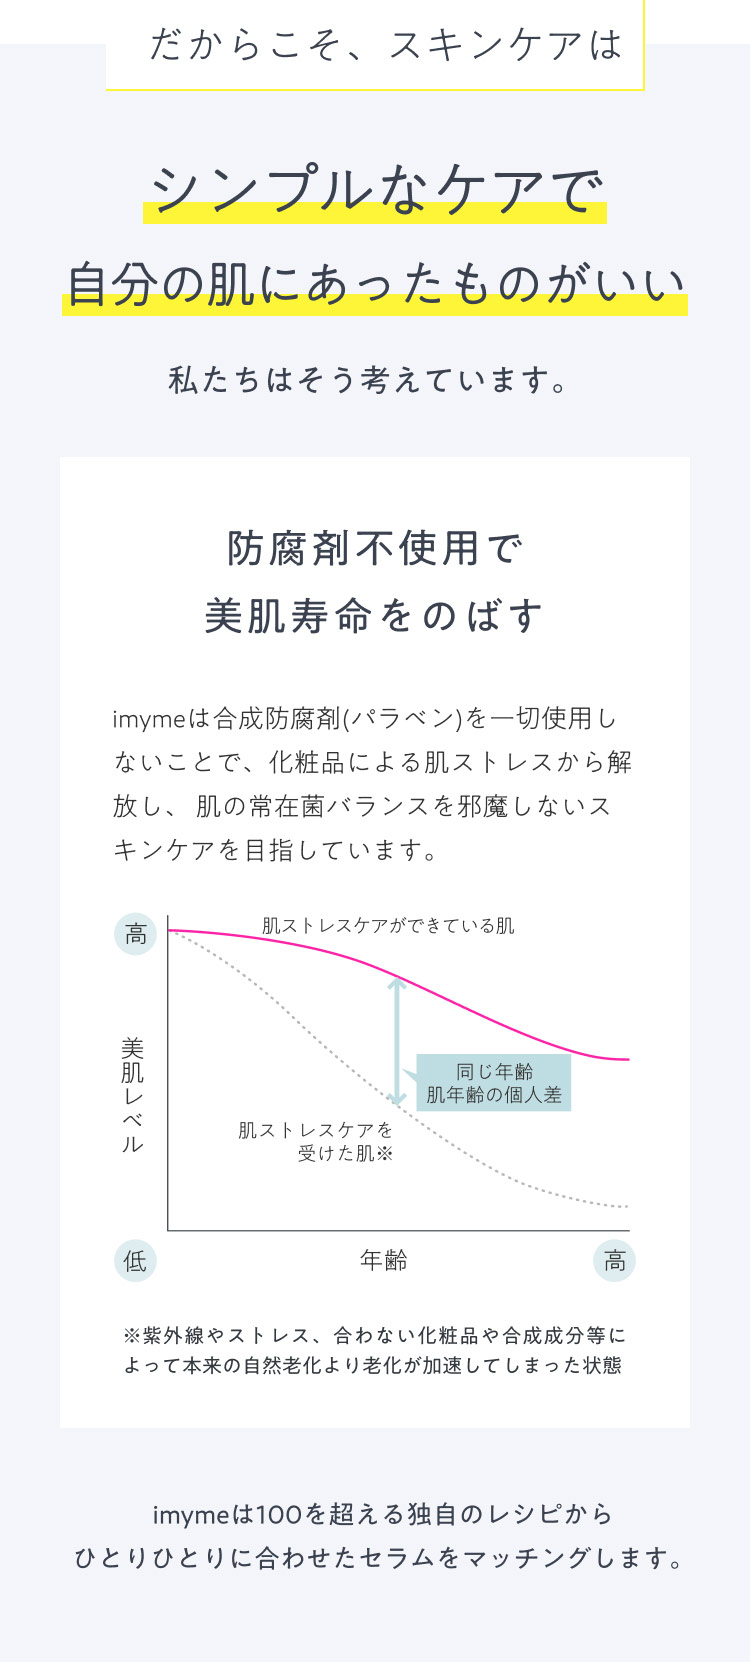 だからこそ、スキンケアは
シンプルなケアで
自分の肌にあったものがいい
私たちはそう考えています。
防腐剤不使用で
美肌寿命をのばす
imymeは合成防腐剤(パラベン)を一切使用し
ないことで、化粧品による肌ストレスから解
放し、 肌の常在菌バランスを邪魔しないス
キンケアを目指しています。
高
肌ストレスケアができている肌
美肌レベル
同じ年齢
肌年齢の個人差
肌ストレスケアを
受けた肌※
低
年齢
高
※紫外線やストレス、合わない化粧品や合成成分等に
よって本来の自然老化より老化が加速してしまった状態
imymeは100を超える独自のレシピから
ひとりひとりに合わせたセラムをマッチングします。